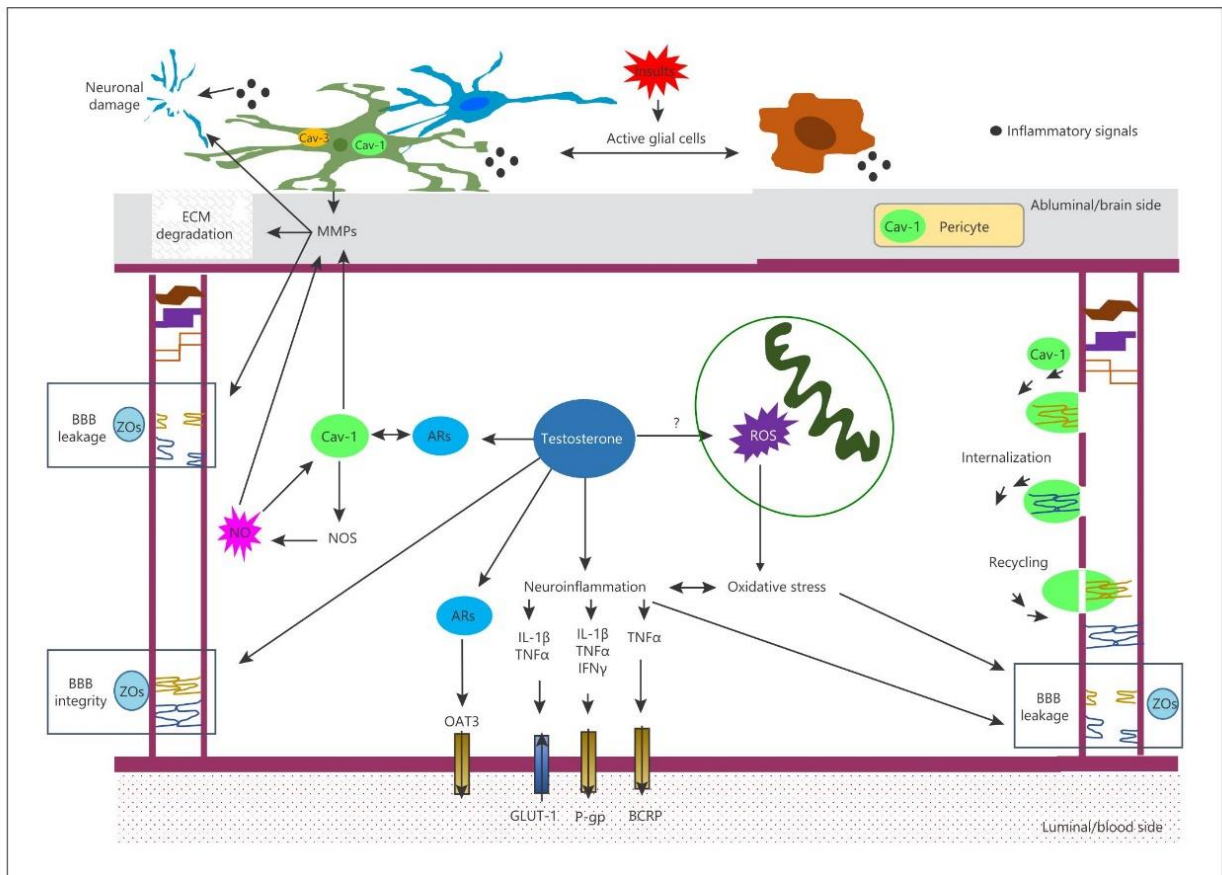 Insults
Neuronal
damage
Cav-3
Cav-1
Active glial cells
Inflammatory signals
Abluminal/brain side
ECM
degradation
MMPs
Cav-1
Pericyte
Cav-1
BBB
leakage
ZOs
Cav-1
ARs
Testosterone
?
ROS
Internalization
NO
NOS
Recycling
Neuroinflammation
Oxidative stress
ARs
IL-1β
TNFα
IL-1β
TNFα
IFNγ
TNFα
BBB
integrity
ZOs
BBB
leakage
ZOs
OAT3
GLUT-1
P-gp
BCRP
Luminal/blood side